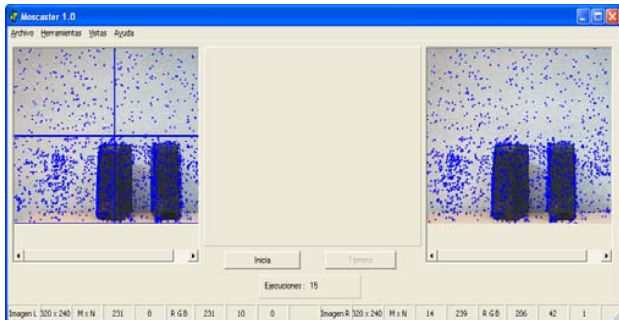 Moscaster 1.0
Archivo Herramientas Vistas Ayuda
Inicia Termina
Ejecuciones : 15
Imagen L 320 x 240 M x N 231 8 R G B 231 10 0 Imagen R 320 x 240 M x N 14 239 R G B 206 42 1